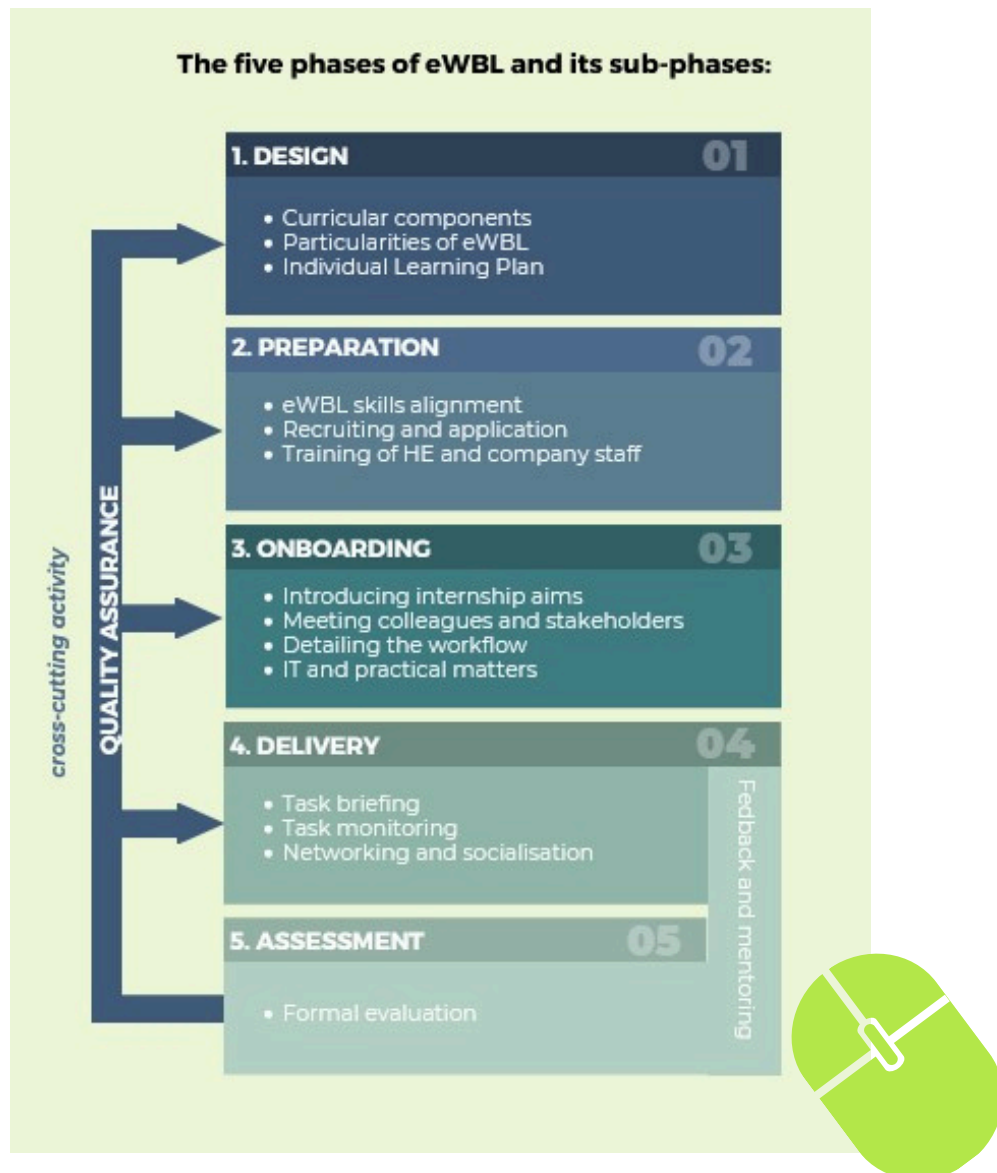 The five phases of eWBL and its sub-phases:
1. DESIGN 01
• Curricular components
• Particularities of eWBL
• Individual Learning Plan
2. PREPARATION 02
• eWBL skills alignment
• Recruiting and application
• Training of HE and company staff
3. ONBOARDING 03
• Introducing internship aims
• Meeting colleagues and stakeholders
• Detailing the workflow
• IT and practical matters
4. DELIVERY 04
• Task briefing
• Task monitoring
• Networking and socialisation
5. ASSESSMENT 05
• Formal evaluation
Fedback and mentoring
QUALITY ASSURANCE
cross-cutting activity